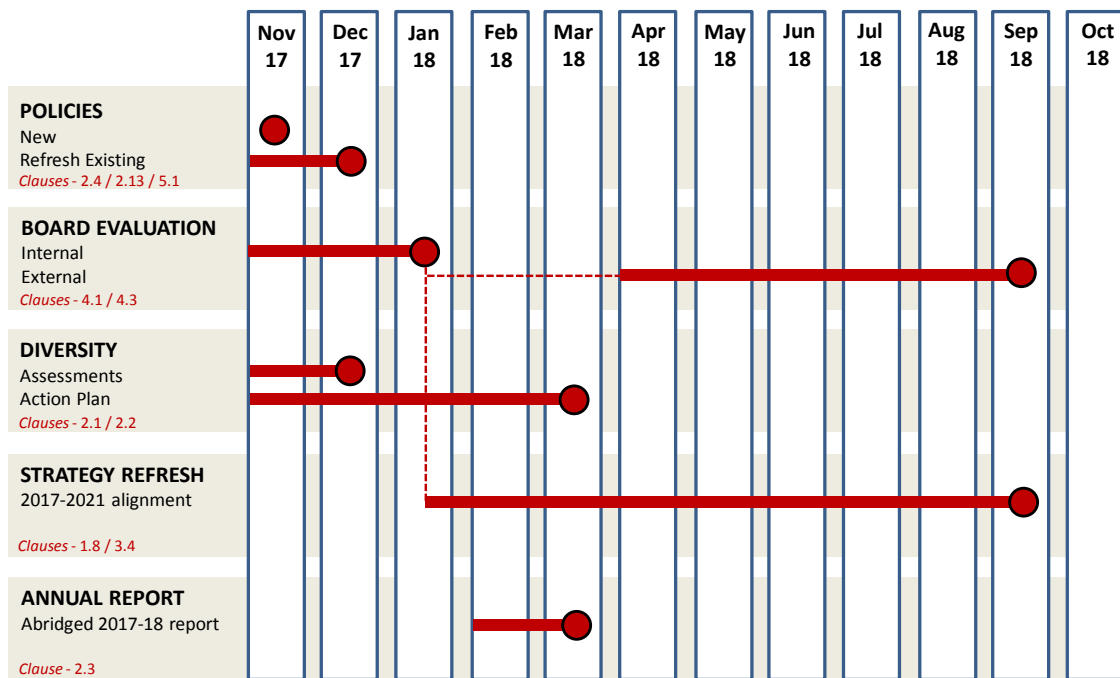 Nov Dec Jan Feb Mar Apr May Jun Jul Aug Sep Oct
17 17 18 18 18 18 18 18 18 18 18 18
POLICIES
New
Refresh Existing
Clauses - 2.4 / 2.13 / 5.1
BOARD EVALUATION
Internal
External
Clauses - 4.1 / 4.3
DIVERSITY
Assessments
Action Plan
Clauses - 2.1 / 2.2
STRATEGY REFRESH
2017-2021 alignment
Clauses - 1.8 / 3.4
ANNUAL REPORT
Abridged 2017-18 report
Clause - 2.3